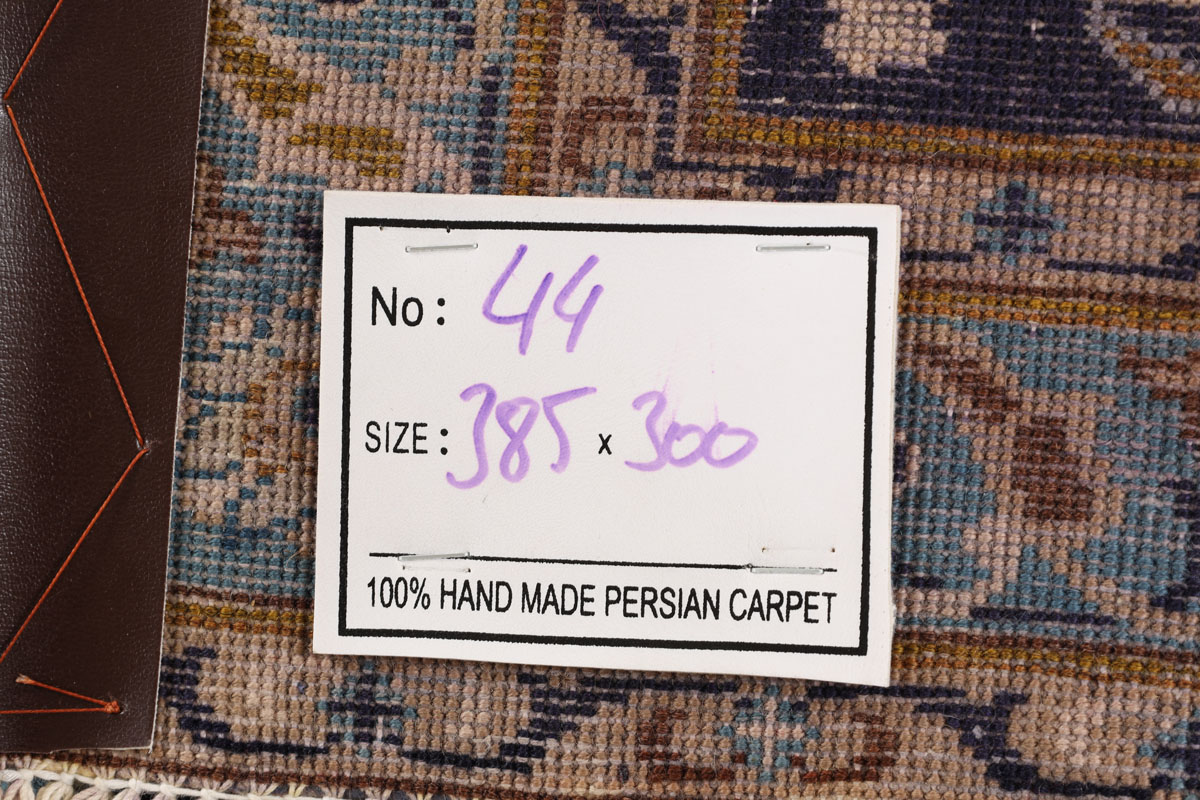 No: 44
SIZE: 385 x 300
100% HAND MADE PERSIAN CARPET